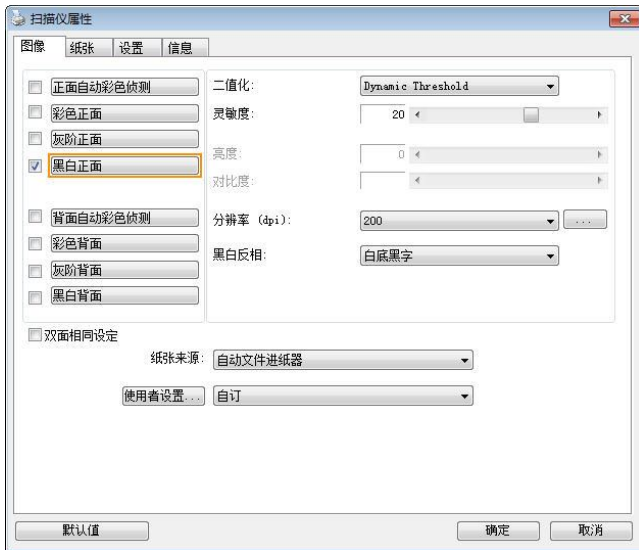 扫描仪属性
图像 纸张 设置 信息
正面自动彩色侦测 二值化: Dynamic Threshold
彩色正面 灵敏度: 20
灰阶正面
黑白正面 亮度: 0
对比度:
背面自动彩色侦测 分辨率 (dpi): 200 ...
彩色背面 黑白反相: 白底黑字
灰阶背面
黑白背面
双面相同设定
纸张来源: 自动文件进纸器
使用者设置... 自订
默认值 确定 取消